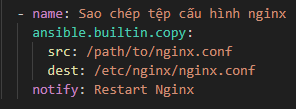 - name: Sao chép tệp cấu hình nginx
  ansible.builtin.copy:
    src: /path/to/nginx.conf
    dest: /etc/nginx/nginx.conf
  notify: Restart Nginx